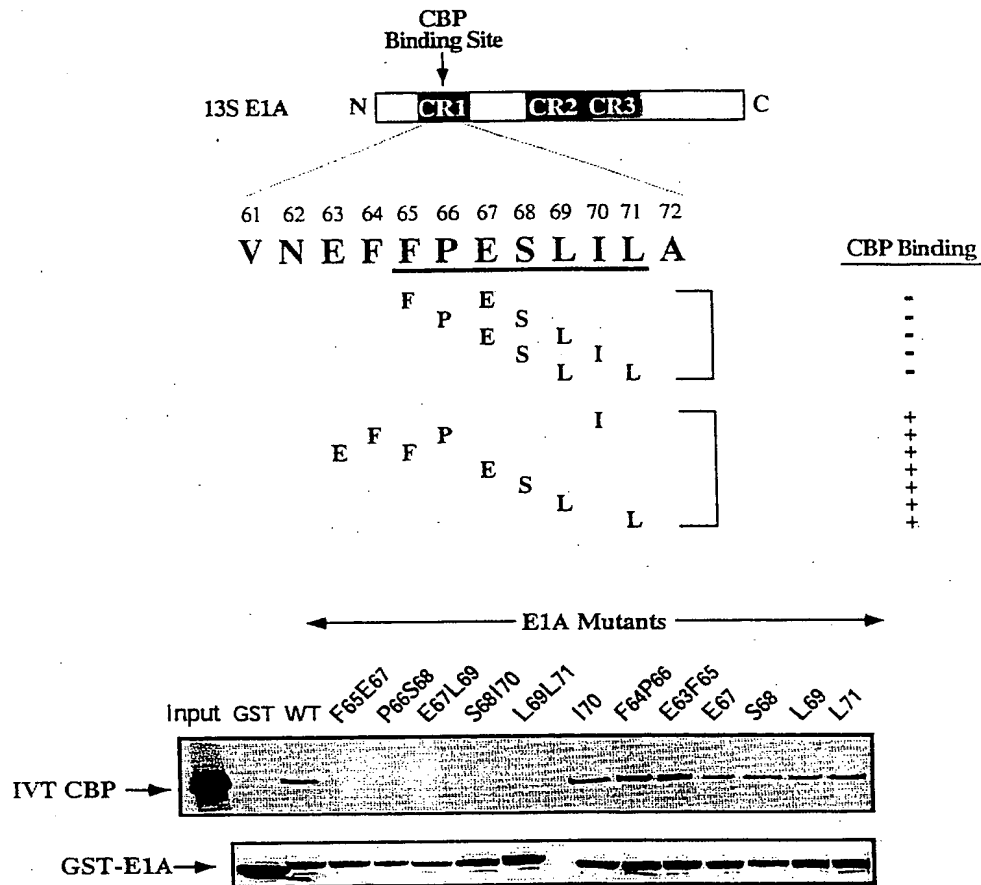 CBP
Binding Site
13S E1A N CR1 CR2 CR3 C
61 62 63 64 65 66 67 68 69 70 71 72
V N E F F P E S L I L A
CBP Binding
F E -
P S -
E L -
S I -
L L -
I +
F P +
E F +
E +
S +
L +
L +
E1A Mutants
Input GST WT F65E67 P66S68 E67L69 S68I70 L69L71 I70 F64P66 E63F65 E67 S68 L69 L71
IVT CBP
GST-E1A